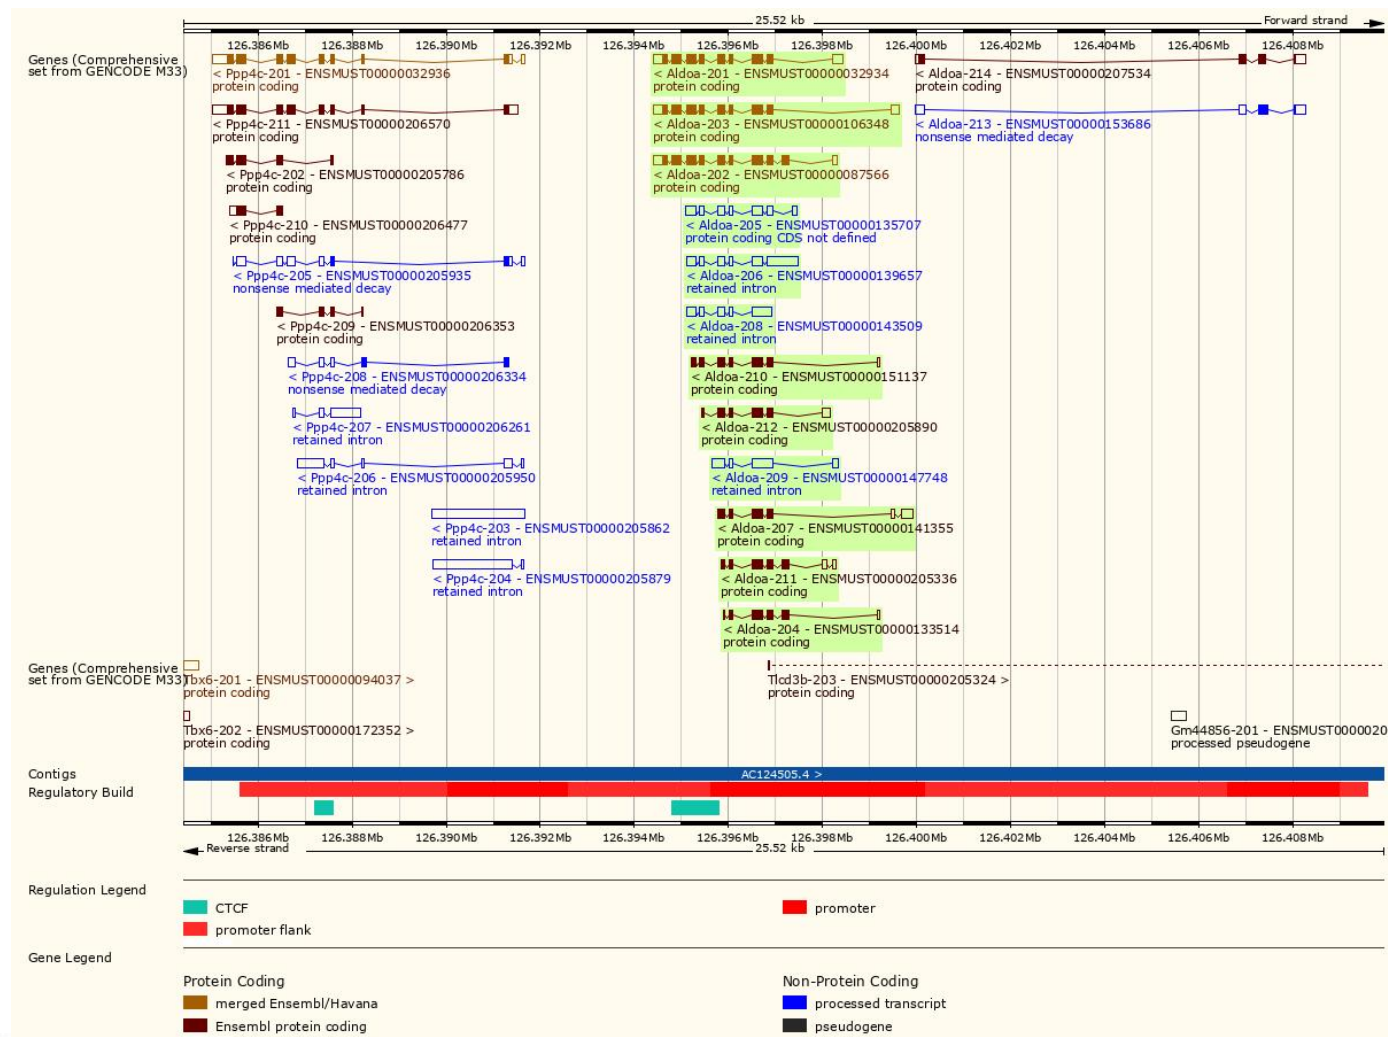 25.52 kb
Forward strand
126.386Mb 126.388Mb 126.390Mb 126.392Mb 126.394Mb 126.396Mb 126.398Mb 126.400Mb 126.402Mb 126.404Mb 126.406Mb 126.408Mb
Genes (Comprehensive
set from GENCODE M33)
< Ppp4c-201 - ENSMUST00000032936
protein coding
< Aldoa-201 - ENSMUST00000032934
protein coding
< Aldoa-214 - ENSMUST00000207534
protein coding
< Ppp4c-211 - ENSMUST00000206570
protein coding
< Aldoa-203 - ENSMUST00000106348
protein coding
< Aldoa-213 - ENSMUST00000153686
nonsense mediated decay
< Ppp4c-202 - ENSMUST00000205786
protein coding
< Aldoa-202 - ENSMUST00000087566
protein coding
< Ppp4c-210 - ENSMUST00000206477
protein coding
< Aldoa-205 - ENSMUST00000135707
protein coding CDS not defined
< Ppp4c-205 - ENSMUST00000205935
nonsense mediated decay
< Aldoa-206 - ENSMUST00000139657
retained intron
< Ppp4c-209 - ENSMUST00000206353
protein coding
< Aldoa-208 - ENSMUST00000143509
retained intron
< Ppp4c-208 - ENSMUST00000206334
nonsense mediated decay
< Aldoa-210 - ENSMUST00000151137
protein coding
< Ppp4c-207 - ENSMUST00000206261
retained intron
< Aldoa-212 - ENSMUST00000205890
protein coding
< Ppp4c-206 - ENSMUST00000205950
retained intron
< Aldoa-209 - ENSMUST00000147748
retained intron
< Ppp4c-203 - ENSMUST00000205862
retained intron
< Aldoa-207 - ENSMUST00000141355
protein coding
< Ppp4c-204 - ENSMUST00000205879
retained intron
< Aldoa-211 - ENSMUST00000205336
protein coding
< Aldoa-204 - ENSMUST00000133514
protein coding
Genes (Comprehensive
set from GENCODE M33)
Tbx6-201 - ENSMUST00000094037 >
protein coding
Tlcd3b-203 - ENSMUST00000205324 >
protein coding
Tbx6-202 - ENSMUST00000172352 >
protein coding
Gm44856-201 - ENSMUST0000020
processed pseudogene
Contigs
AC124505.4 >
Regulatory Build
126.386Mb 126.388Mb 126.390Mb 126.392Mb 126.394Mb 126.396Mb 126.398Mb 126.400Mb 126.402Mb 126.404Mb 126.406Mb 126.408Mb
Reverse strand
25.52 kb
Regulation Legend
CTCF
promoter
promoter flank
Gene Legend
Protein Coding
Non-Protein Coding
merged Ensembl/Havana
processed transcript
Ensembl protein coding
pseudogene